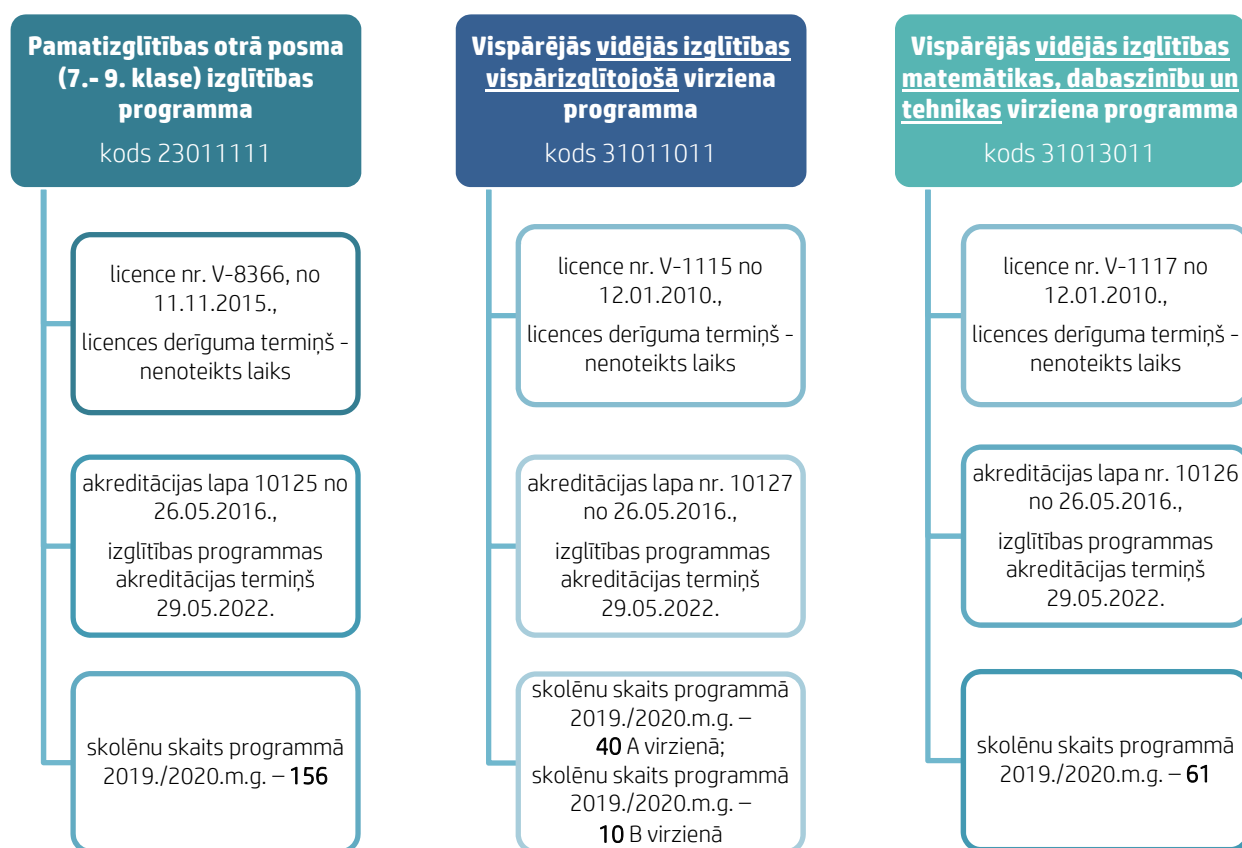 Pamatizglītības otrā posma
(7.- 9. klase) izglītības
programma
kods 23011111
licence nr. V-8366, no
11.11.2015.,
licences derīguma termiņš -
nenoteikts laiks
akreditācijas lapa 10125 no
26.05.2016.,
izglītības programmas
akreditācijas termiņš
29.05.2022.
skolēnu skaits programmā
2019./2020.m.g. – 156
Vispārējās vidējās izglītības
vispārizglītojošā virziena
programma
kods 31011011
licence nr. V-1115 no
12.01.2010.,
licences derīguma termiņš -
nenoteikts laiks
akreditācijas lapa nr. 10127
no 26.05.2016.,
izglītības programmas
akreditācijas termiņš
29.05.2022.
skolēnu skaits programmā
2019./2020.m.g. –
40 A virzienā;
skolēnu skaits programmā
2019./2020.m.g. –
10 B virzienā
Vispārējās vidējās izglītības
matemātikas, dabaszinību un
tehnikas virziena programma
kods 31013011
licence nr. V-1117 no
12.01.2010.,
licences derīguma termiņš -
nenoteikts laiks
akreditācijas lapa nr. 10126
no 26.05.2016.,
izglītības programmas
akreditācijas termiņš
29.05.2022.
skolēnu skaits programmā
2019./2020.m.g. – 61